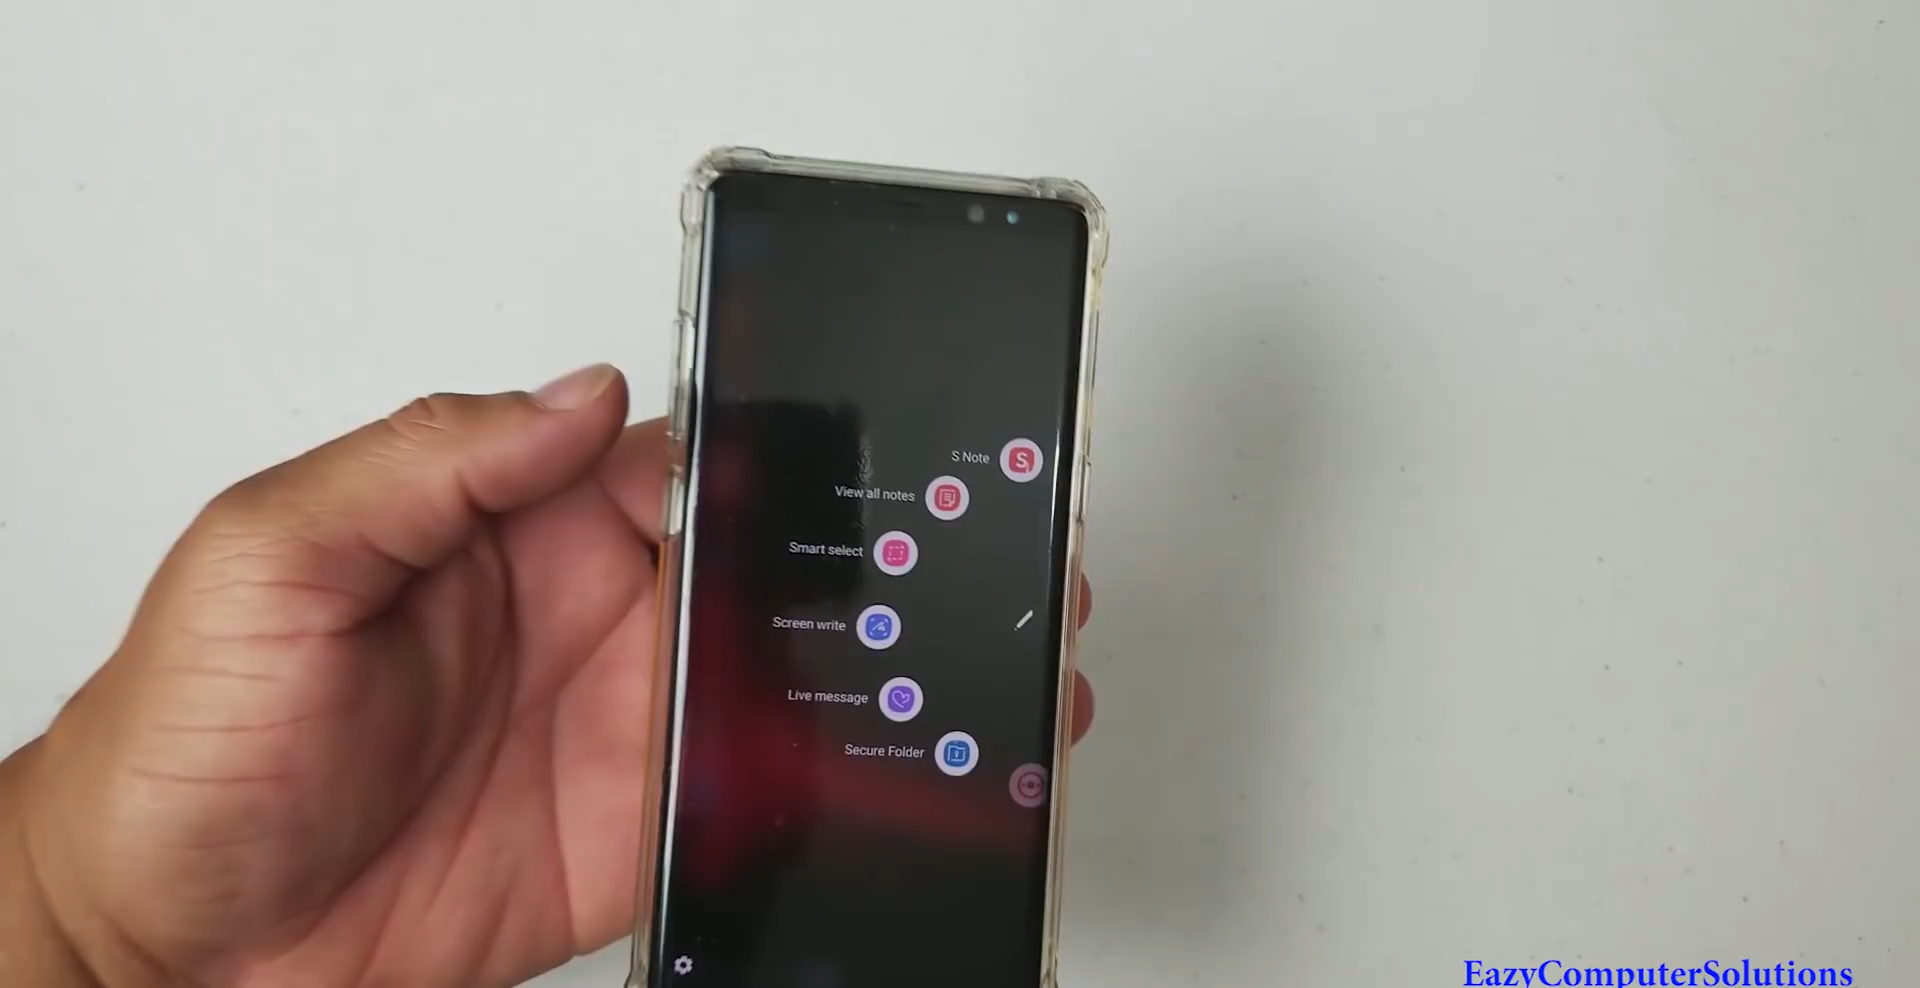 S Note
View all notes
Smart select
Screen write
Live message
Secure Folder
EazyComputerSolutions